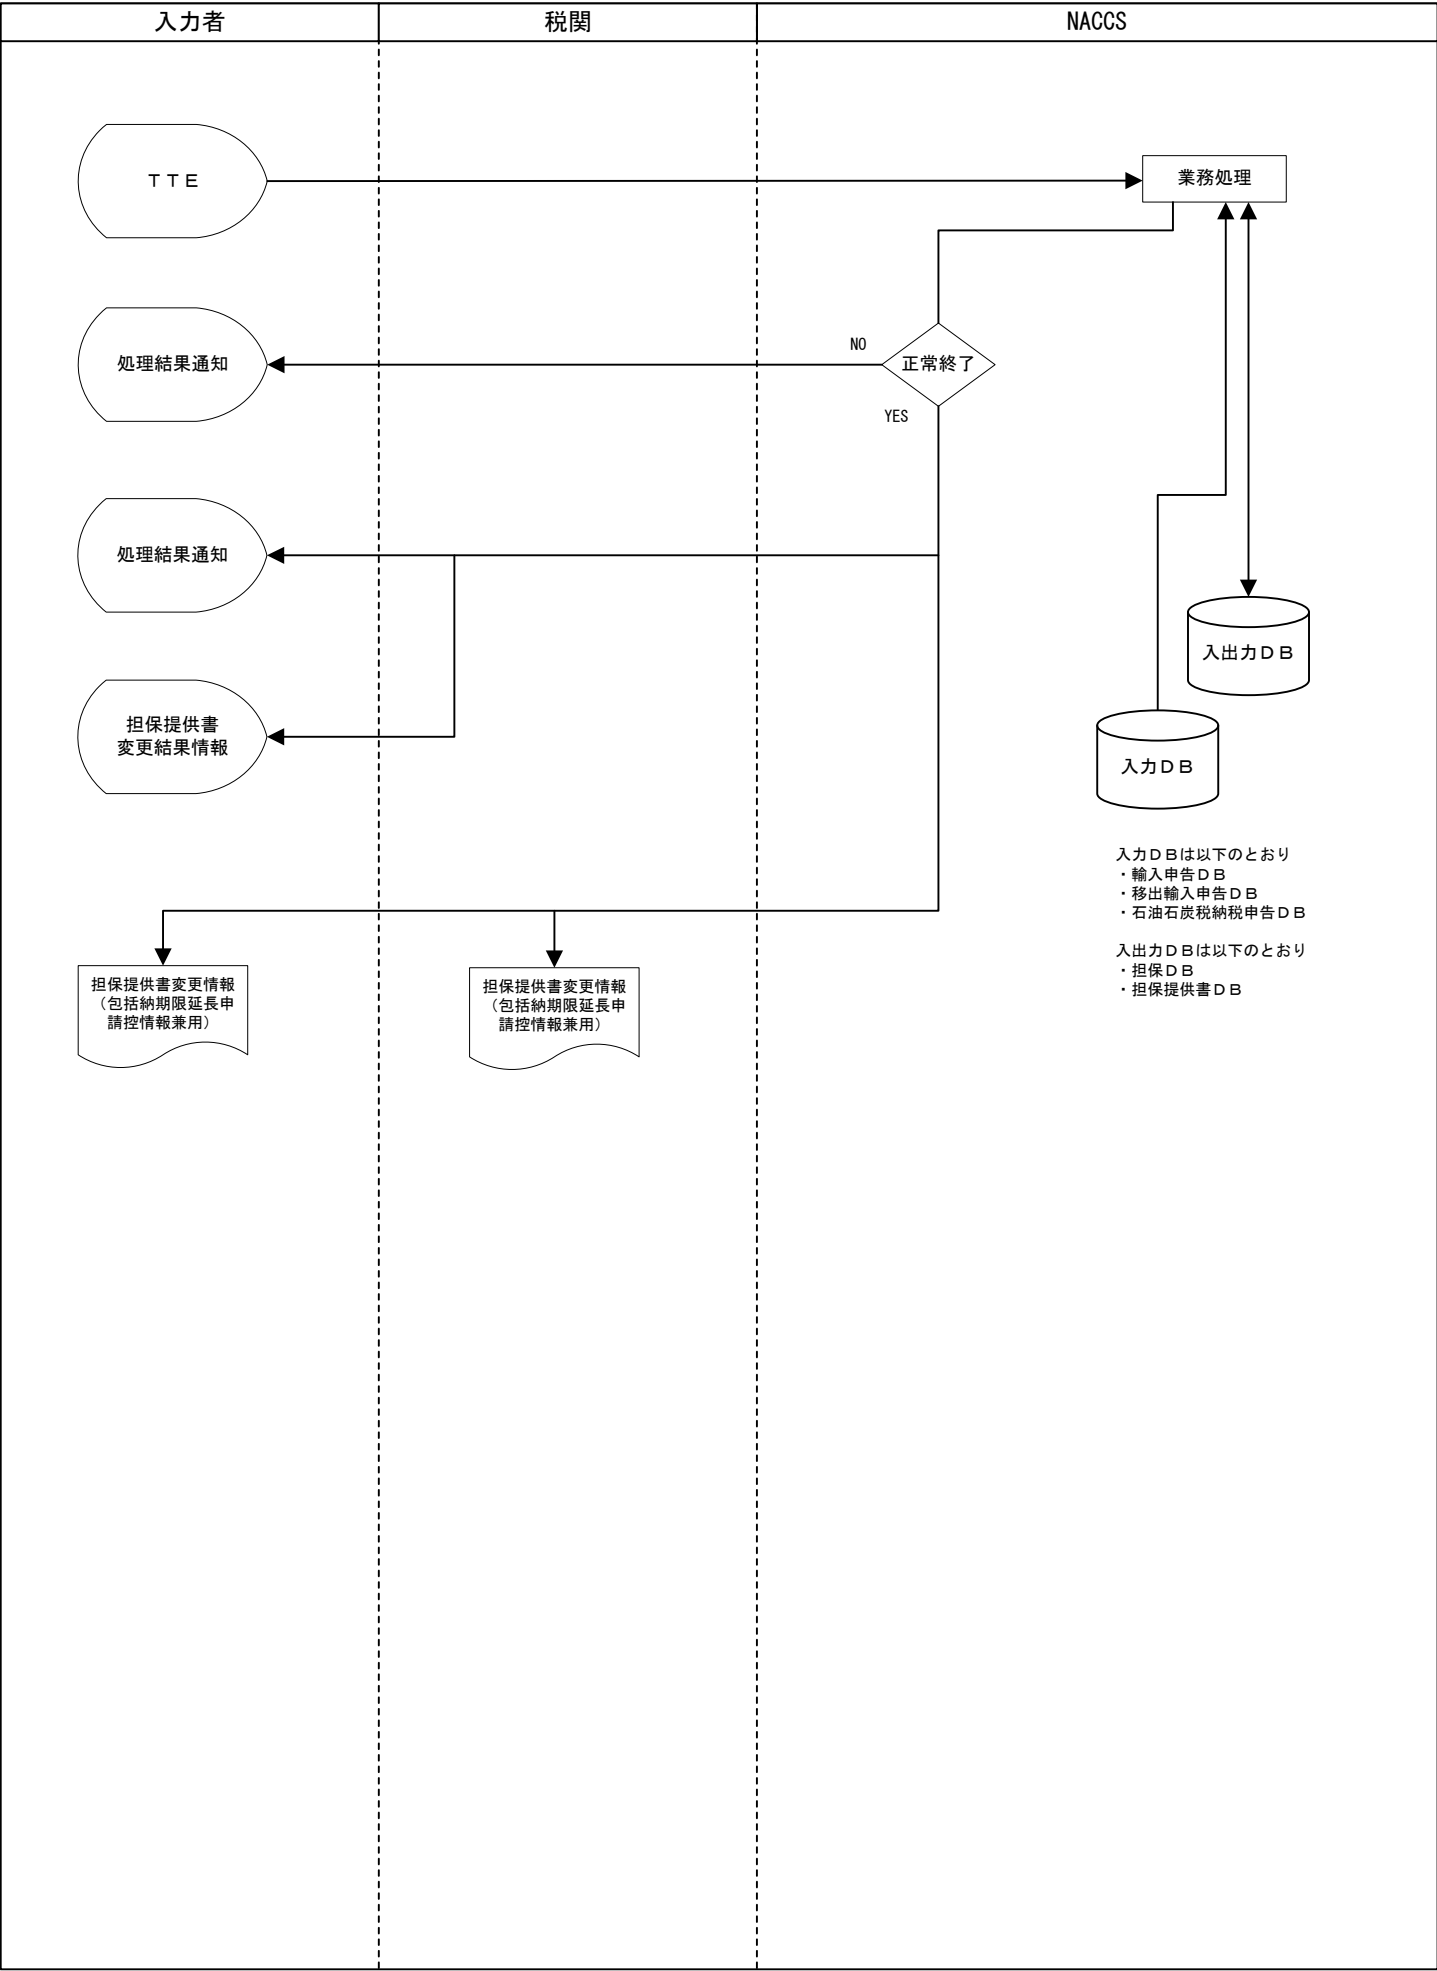 入力者
税関
NACCS
ＴＴＥ
業務処理
処理結果通知
NO
正常終了
YES
処理結果通知
入出力ＤＢ
担保提供書
変更結果情報
入力ＤＢ
入力ＤＢは以下のとおり
・輸入申告ＤＢ
・移出輸入申告ＤＢ
・石油石炭税納税申告ＤＢ
入出力ＤＢは以下のとおり
・担保ＤＢ
・担保提供書ＤＢ
担保提供書変更情報
（包括納期限延長申
請控情報兼用）
担保提供書変更情報
（包括納期限延長申
請控情報兼用）